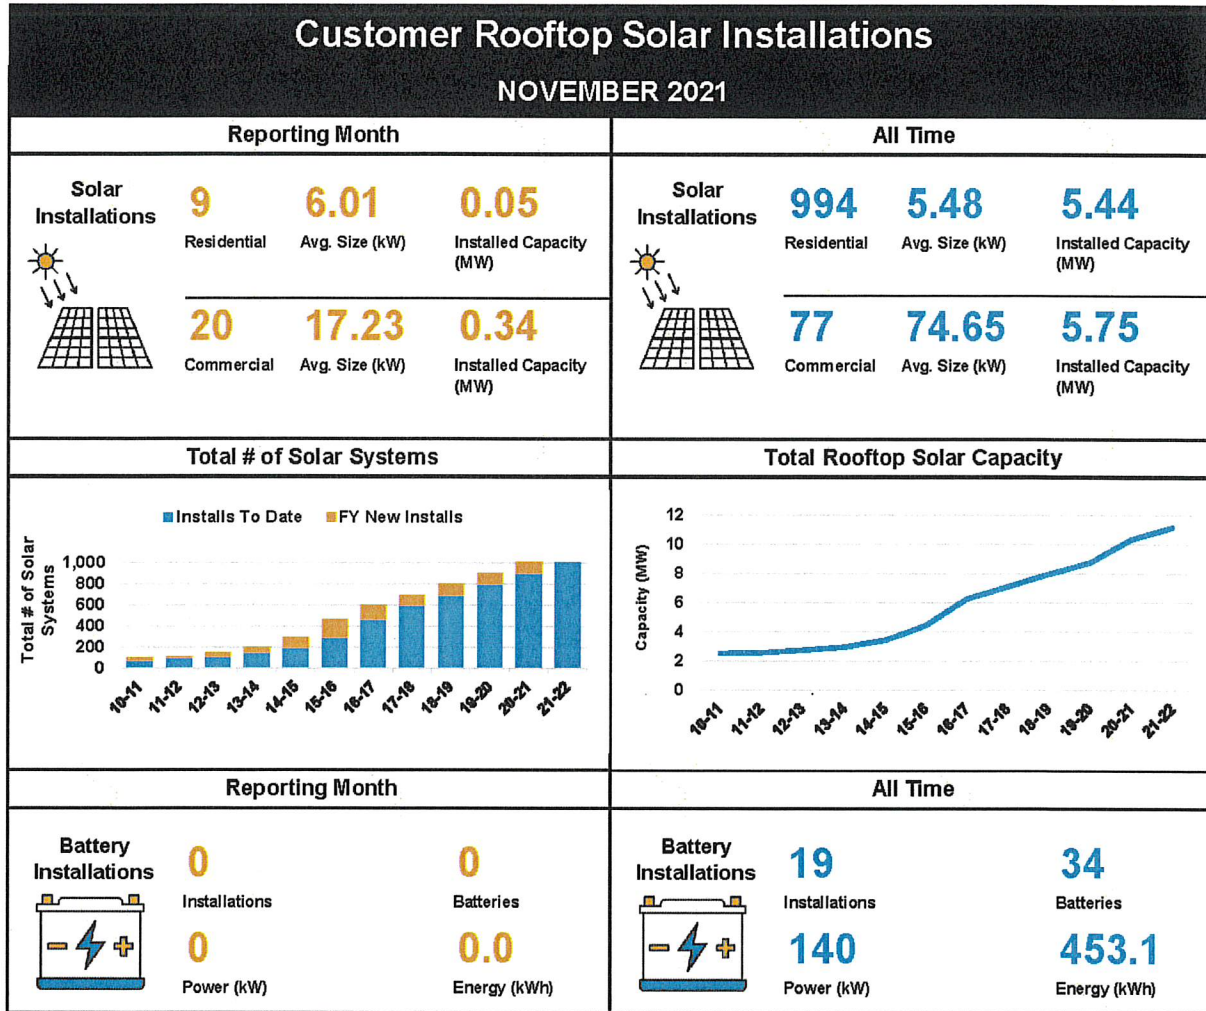 Customer Rooftop Solar Installations
NOVEMBER 2021
Reporting Month
Solar
Installations
9
6.01
0.05
Residential
Avg. Size (kW)
Installed Capacity
(MW)
20
17.23
0.34
Commercial
Avg. Size (kW)
Installed Capacity
(MW)
All Time
Solar
Installations
994
5.48
5.44
Residential
Avg. Size (kW)
Installed Capacity
(MW)
77
74.65
5.75
Commercial
Avg. Size (kW)
Installed Capacity
(MW)
Total # of Solar Systems
Installs To Date
FY New Installs
Total # of Solar
Systems
1,000
800
600
400
200
0
10-11
11-12
12-13
13-14
14-15
15-16
16-17
17-18
18-19
19-20
20-21
21-22
Total Rooftop Solar Capacity
Capacity (MW)
12
10
8
6
4
2
0
10-11
11-12
12-13
13-14
14-15
15-16
16-17
17-18
18-19
19-20
20-21
21-22
Reporting Month
Battery
Installations
0
0
Installations
Batteries
0
0.0
Power (kW)
Energy (kWh)
All Time
Battery
Installations
19
34
Installations
Batteries
140
453.1
Power (kW)
Energy (kWh)